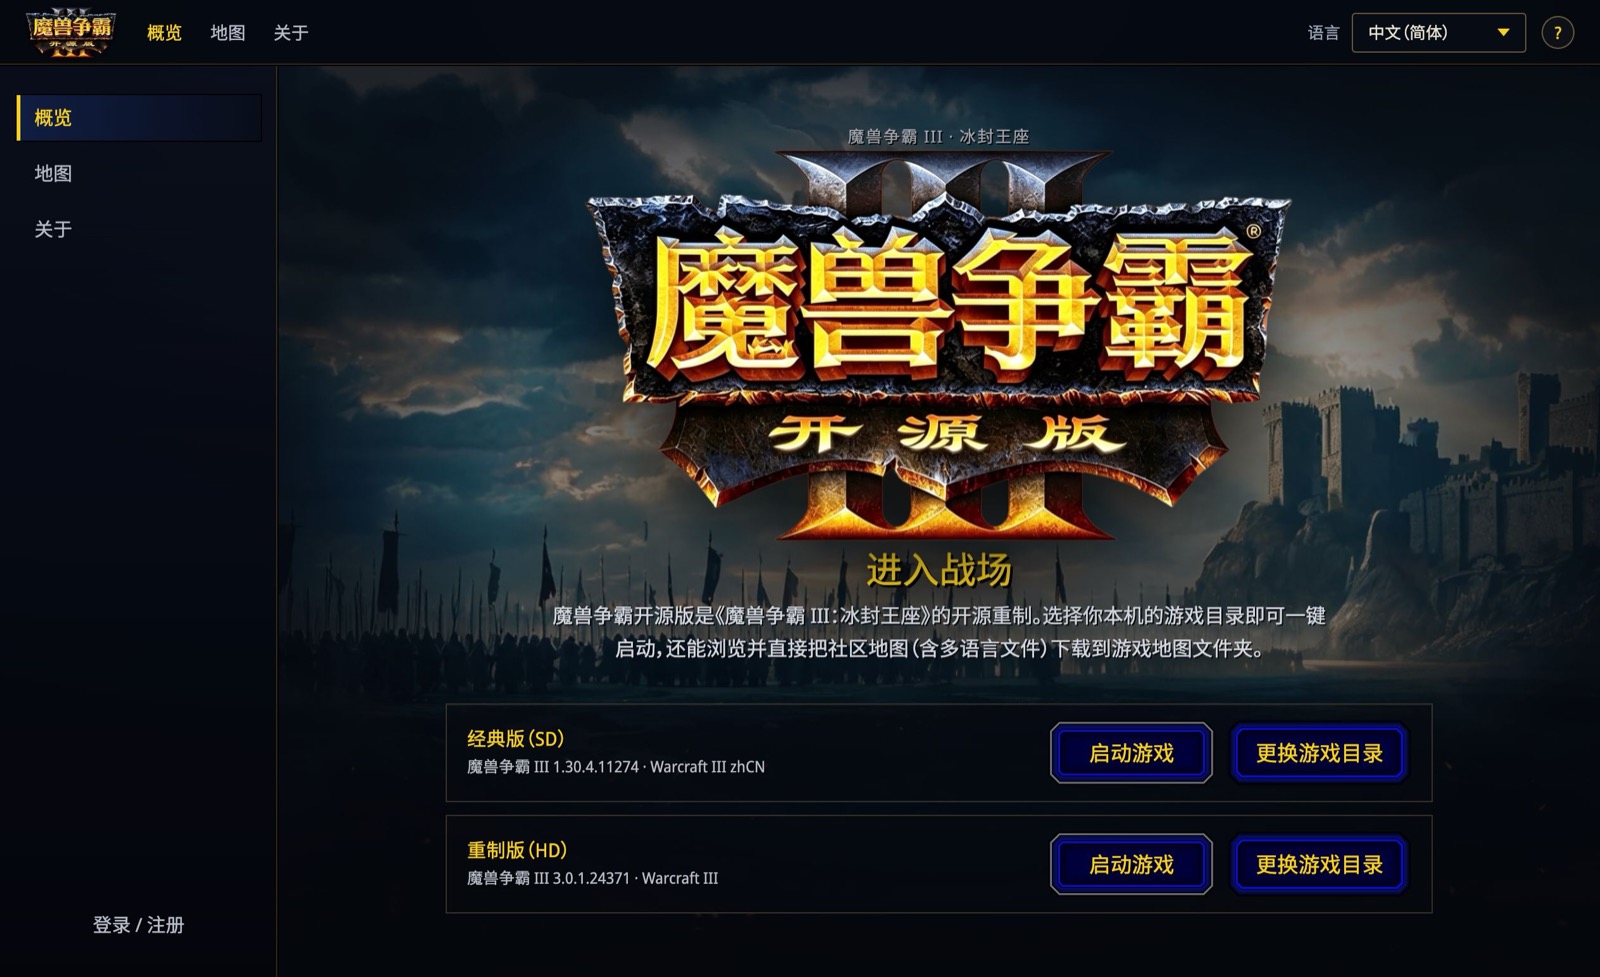 魔兽争霸
开源版
概览
地图
关于
语言
中文(简体)
?
概览
地图
关于
登录 / 注册
魔兽争霸 III · 冰封王座
III
魔兽争霸®
开源版
进入战场
魔兽争霸开源版是《魔兽争霸 III：冰封王座》的开源重制。选择你本机的游戏目录即可一键
启动，还能浏览并直接把社区地图（含多语言文件）下载到游戏地图文件夹。
经典版(SD)
魔兽争霸 III 1.30.4.11274 · Warcraft III zhCN
启动游戏
更换游戏目录
重制版(HD)
魔兽争霸 III 3.0.1.24371 · Warcraft III
启动游戏
更换游戏目录